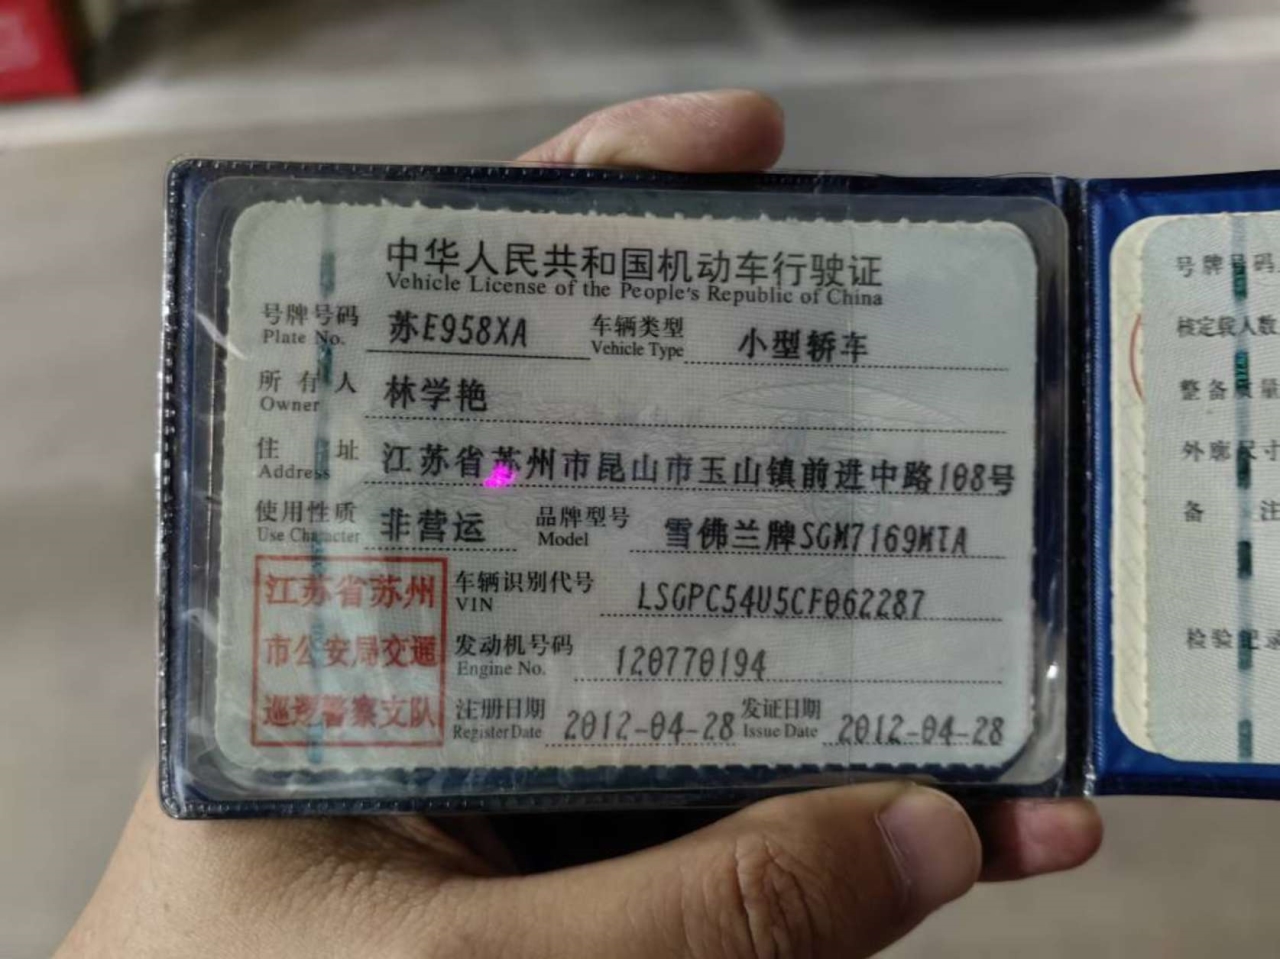 中华人民共和国机动车行驶证
Vehicle License of the People's Republic of China
号牌号码 Plate No. 苏E958XA 车辆类型 Vehicle Type 小型轿车
所有人 Owner 林学艳
住址 Address 江苏省苏州市昆山市玉山镇前进中路108号
使用性质 Use Character 非营运 品牌型号 Model 雪佛兰牌SGM7169MTA
车辆识别代号 VIN LSGPC54U5CF062287
发动机号码 Engine No. 120770194
注册日期 Register Date 2012-04-28 发证日期 Issue Date 2012-04-28
江苏省苏州
市公安局交通
巡逻警察支队
号牌号码
核定载人数
整备质量
外廓尺寸
备注
检验记录